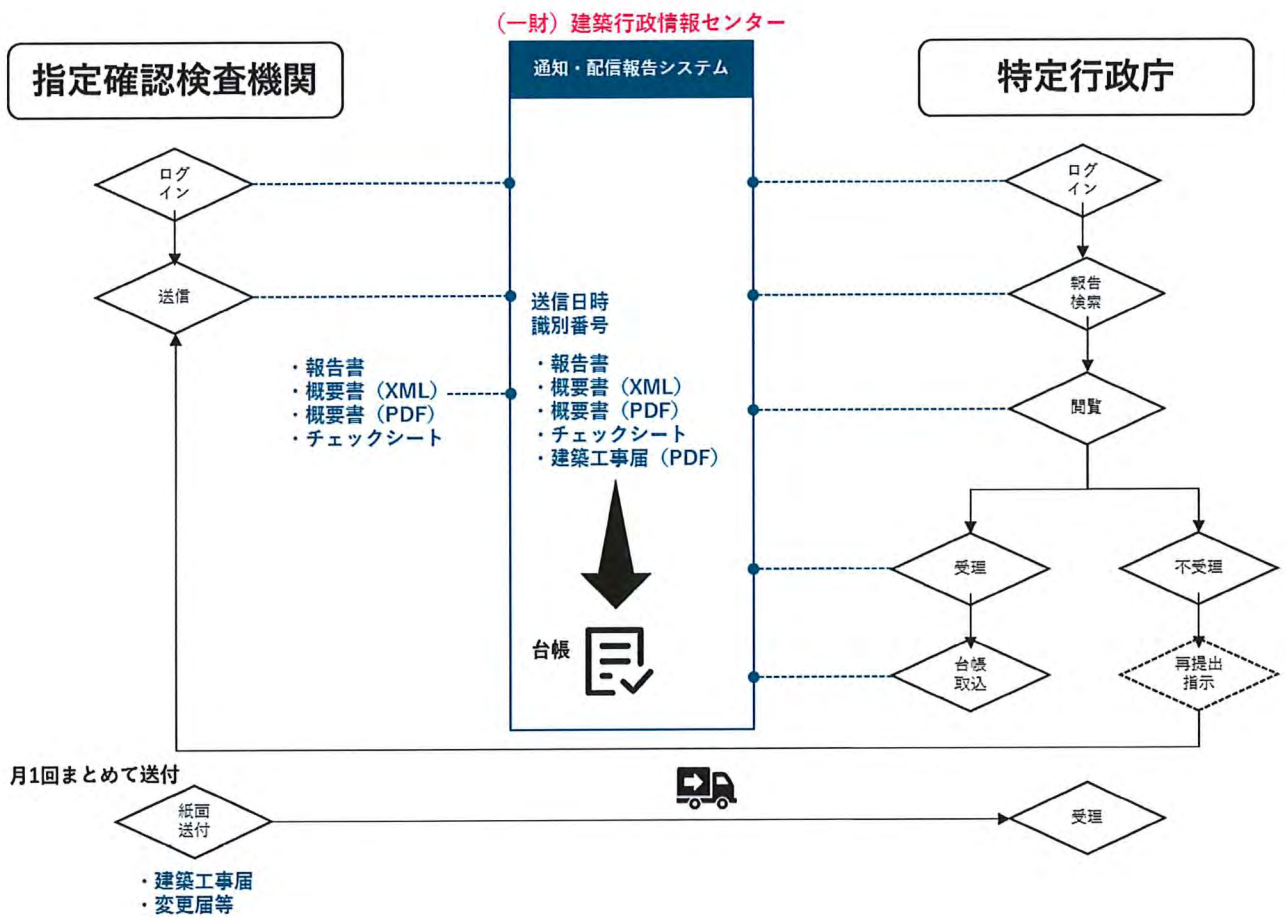 （一財）建築行政情報センター
指定確認検査機関
通知・配信報告システム
特定行政庁
ログ
イン
ログ
イン
送信
報告
検索
送信日時
識別番号
・報告書
・概要書（XML）
・概要書（PDF）
・チェックシート
・報告書
・概要書（XML）
・概要書（PDF）
・チェックシート
・建築工事届（PDF）
閲覧
受理
不受理
台帳
台帳
取込
再提出
指示
月1回まとめて送付
紙面
送付
受理
・建築工事届
・変更届等